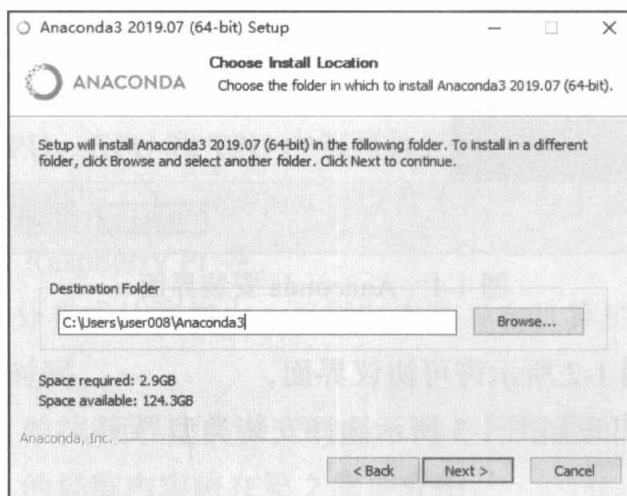 Anaconda3 2019.07 (64-bit) Setup
ANACONDA
Choose Install Location
Choose the folder in which to install Anaconda3 2019.07 (64-bit).
Setup will install Anaconda3 2019.07 (64-bit) in the following folder. To install in a different
folder, click Browse and select another folder. Click Next to continue.
Destination Folder
C:\Users\user008\Anaconda3
Browse...
Space required: 2.9GB
Space available: 124.3GB
Anaconda, Inc.
< Back
Next >
Cancel